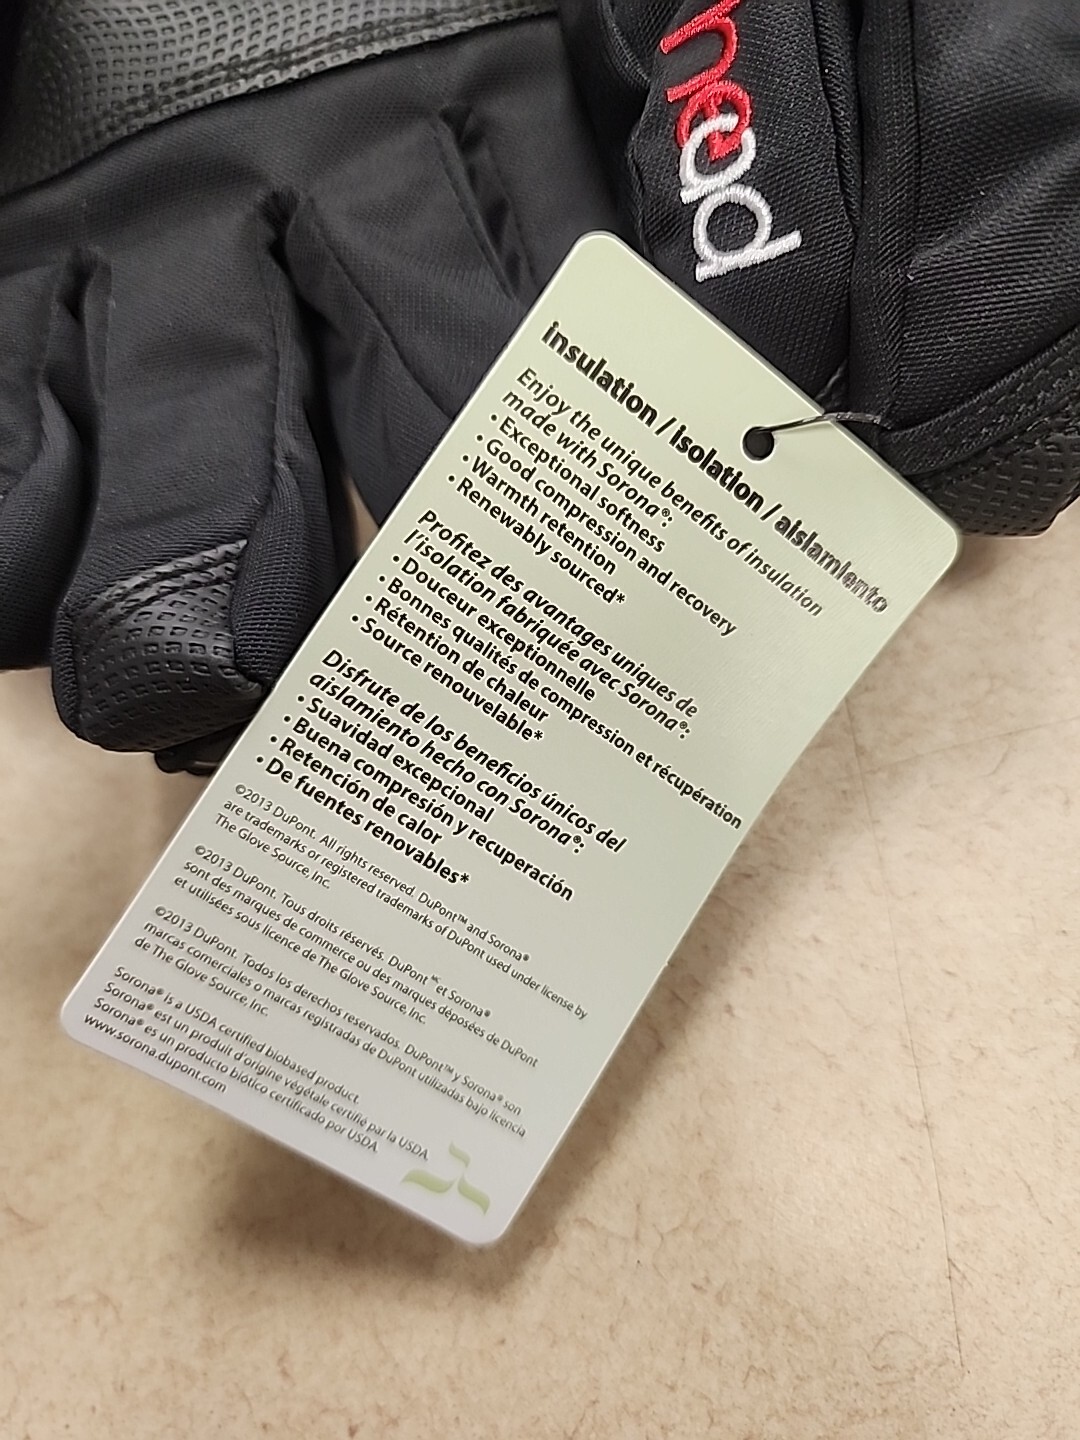 head
insulation / isolation / aislamiento
Enjoy the unique benefits of insulation
made with Sorona®:
• Exceptional softness
• Good compression and recovery
• Warmth retention
• Renewably sourced*
Profitez des avantages uniques de
l'isolation fabriquée avec Sorona®:
• Douceur exceptionnelle
• Bonnes qualités de compression et récupération
• Rétention de chaleur
• Source renouvelable*
Disfrute de los beneficios únicos del
aislamiento hecho con Sorona®:
• Suavidad excepcional
• Buena compresión y recuperación
• Retención de calor
• De fuentes renovables*
©2013 DuPont. All rights reserved. DuPont™ and Sorona®
are trademarks or registered trademarks of DuPont used under license by
The Glove Source, Inc.
©2013 DuPont. Tous droits réservés. DuPont MC et Sorona®
sont des marques de commerce ou des marques déposées de DuPont
et utilisées sous licence de The Glove Source, Inc.
©2013 DuPont. Todos los derechos reservados. DuPont™ y Sorona® son
marcas comerciales o marcas registradas de DuPont utilizadas bajo licencia
de The Glove Source, Inc.
Sorona® is a USDA certified biobased product.
Sorona® est un produit d'origine végétale certifié par la USDA.
Sorona® es un producto biótico certificado por USDA.
www.sorona.dupont.com